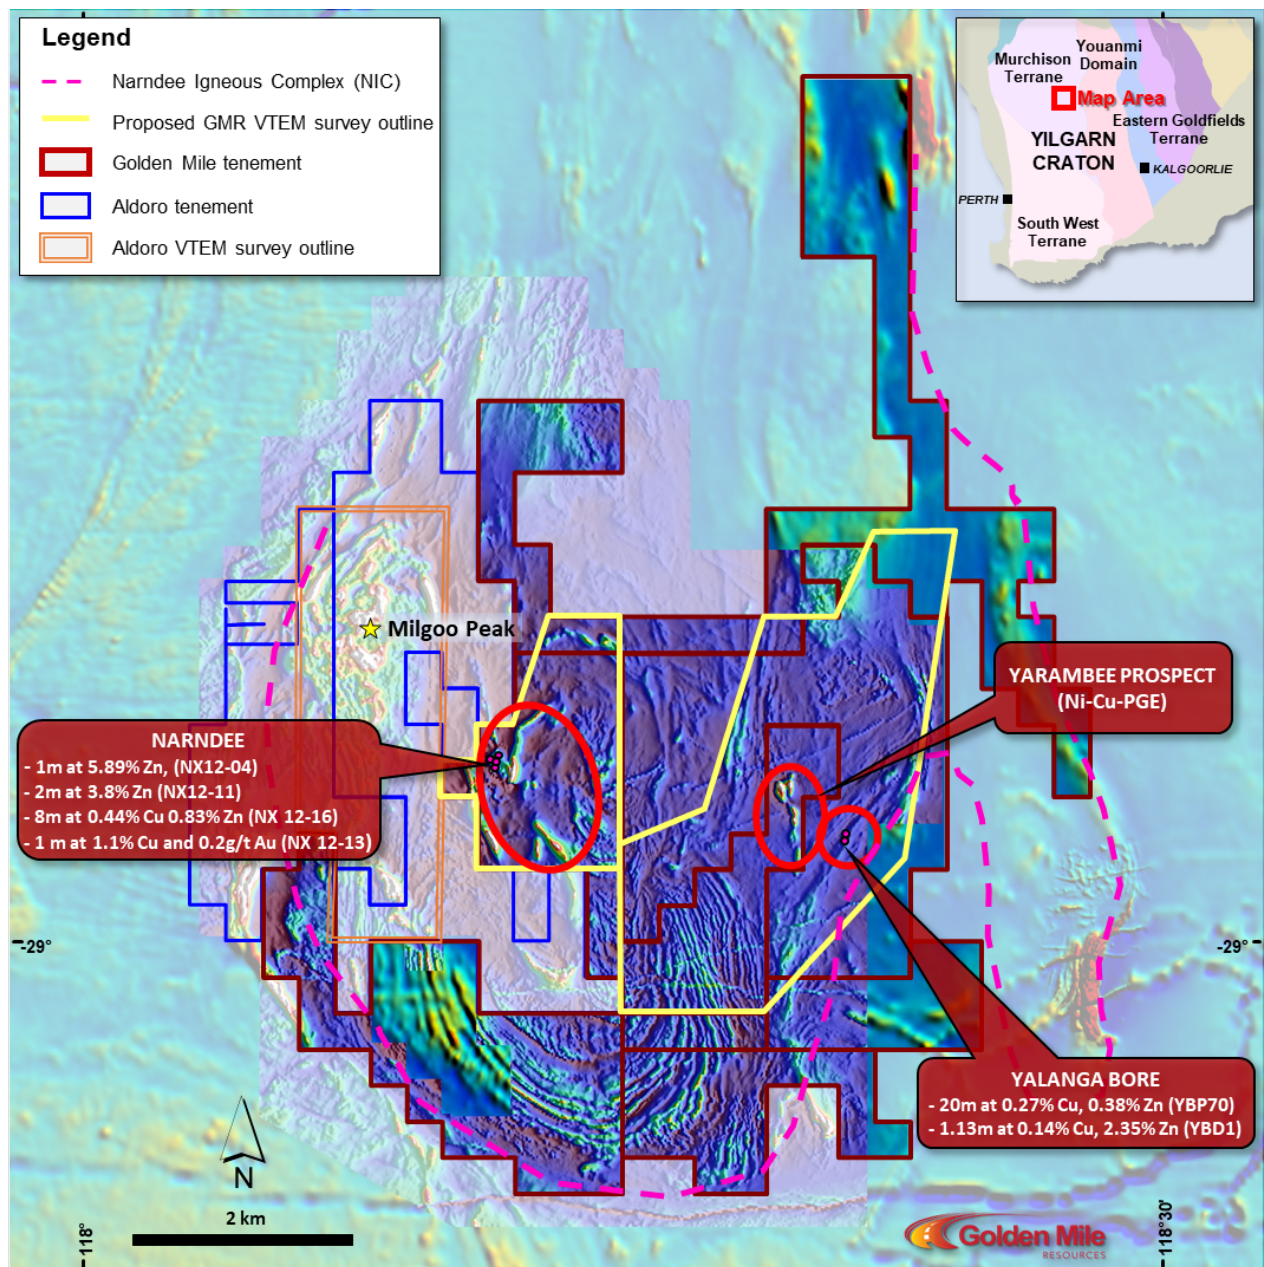 Legend
Narndee Igneous Complex (NIC)
Proposed GMR VTEM survey outline
Golden Mile tenement
Aldoro tenement
Aldoro VTEM survey outline
Murchison
Terrane
Youanmi
Domain
Map Area
Eastern Goldfields
Terrane
YILGARN
CRATON
KALGOORLIE
PERTH
South West
Terrane
Milgoo Peak
YARAMBEE PROSPECT
(Ni-Cu-PGE)
NARNDEE
- 1m at 5.89% Zn, (NX12-04)
- 2m at 3.8% Zn (NX12-11)
- 8m at 0.44% Cu 0.83% Zn (NX 12-16)
- 1 m at 1.1% Cu and 0.2g/t Au (NX 12-13)
-29°
-29°
YALANGA BORE
- 20m at 0.27% Cu, 0.38% Zn (YBP70)
- 1.13m at 0.14% Cu, 2.35% Zn (YBD1)
N
2 km
118°
118°30'
Golden Mile
RESOURCES